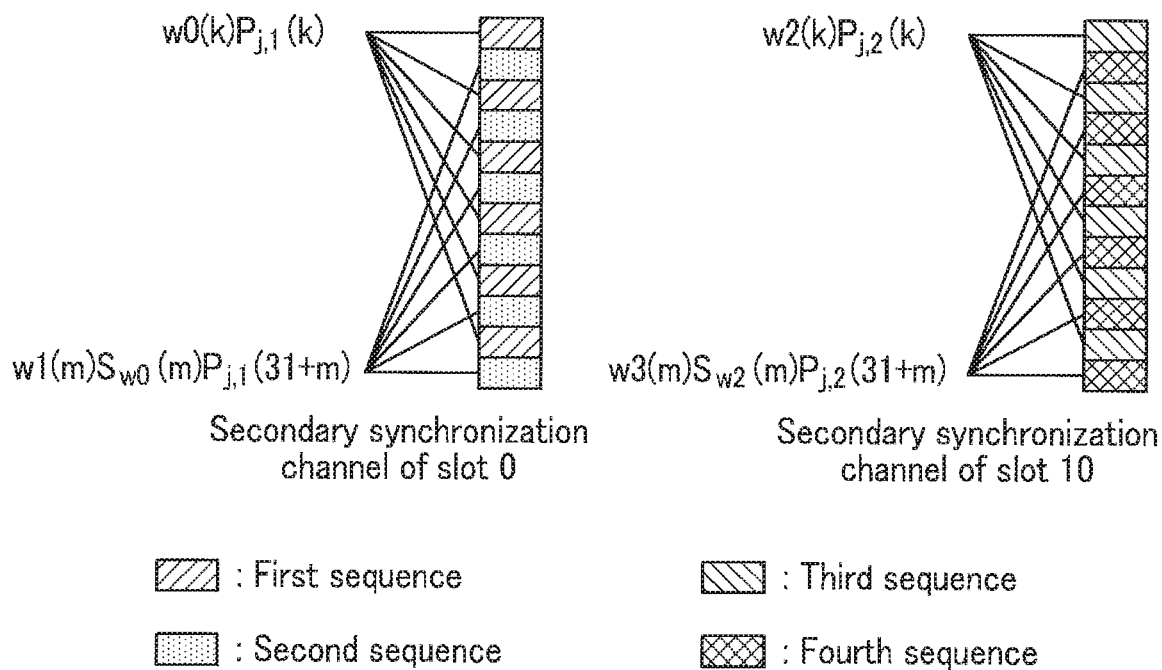 w0(k)P_{j,1}(k)
w2(k)P_{j,2}(k)
w1(m)S_{w0}(m)P_{j,1}(31+m)
w3(m)S_{w2}(m)P_{j,2}(31+m)
Secondary synchronization
channel of slot 0
Secondary synchronization
channel of slot 10
: First sequence
: Third sequence
: Second sequence
: Fourth sequence